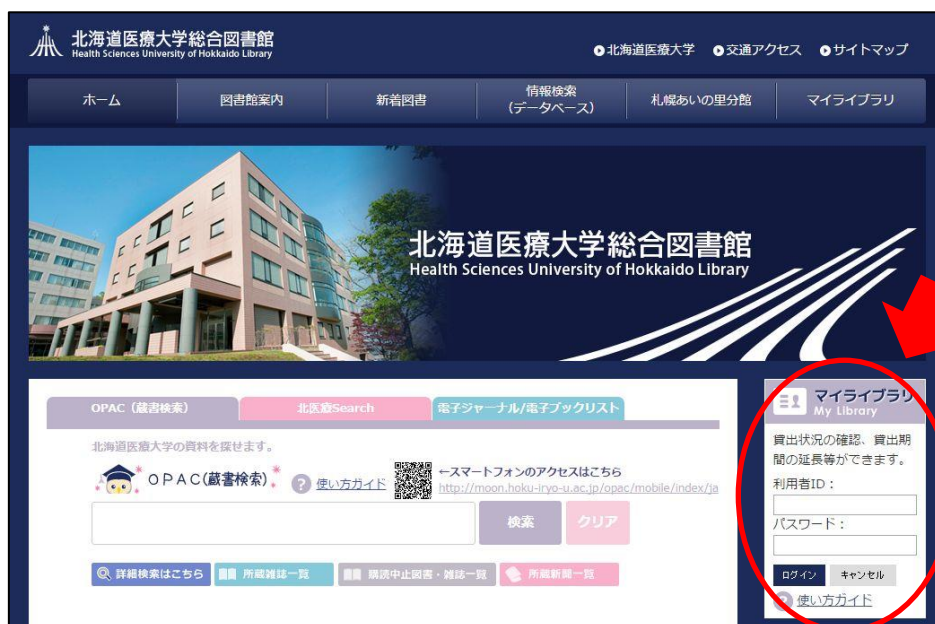 北海道医療大学総合図書館
Health Sciences University of Hokkaido Library
北海道医療大学 交通アクセス サイトマップ
ホーム 図書館案内 新着図書 情報検索 (データベース) 札幌あいの里分館 マイライブラリ
北海道医療大学総合図書館
Health Sciences University of Hokkaido Library
OPAC(蔵書検索) 北医療Search 電子ジャーナル/電子ブックリスト
北海道医療大学の資料を探せます。
OPAC(蔵書検索) ? 使い方ガイド ←スマートフォンのアクセスはこちら
http://moon.hoku-iryo-u.ac.jp/opac/mobile/index/ja
検索 クリア
詳細検索はこちら 所蔵雑誌一覧 購読中止図書・雑誌一覧 所蔵新聞一覧
マイライブラリ
My Library
貸出状況の確認、貸出期
間の延長等ができます。
利用者ID:
パスワード:
ログイン キャンセル
? 使い方ガイド